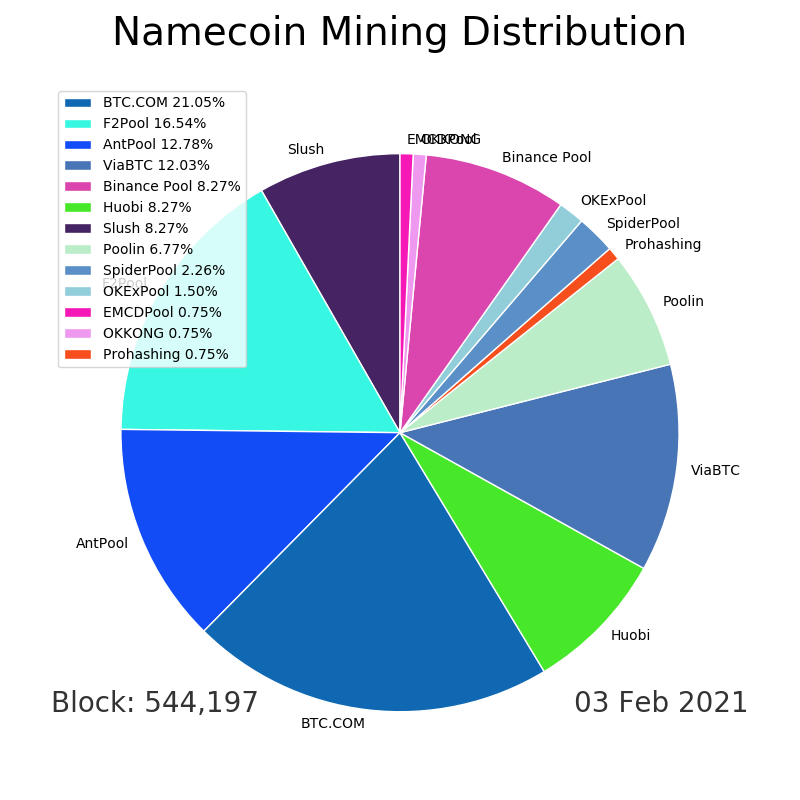 Namecoin Mining Distribution
BTC.COM 21.05%
F2Pool 16.54%
AntPool 12.78%
ViaBTC 12.03%
Binance Pool 8.27%
Huobi 8.27%
Slush 8.27%
Poolin 6.77%
SpiderPool 2.26%
OKExPool 1.50%
EMCDPool 0.75%
OKKONG 0.75%
Prohashing 0.75%
EMCDPool
OKKONG
Slush
Binance Pool
OKExPool
SpiderPool
Prohashing
F2Pool
Poolin
ViaBTC
AntPool
Huobi
Block: 544,197
03 Feb 2021
BTC.COM